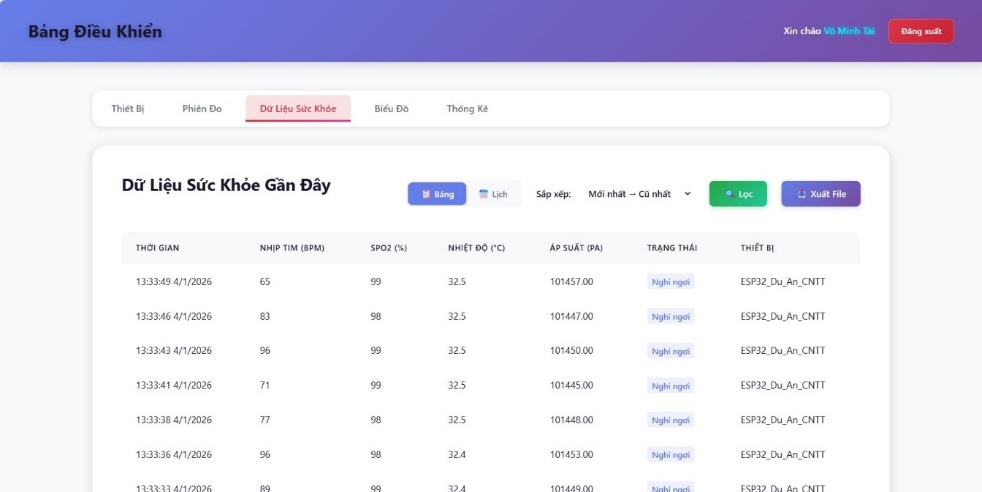 Bảng Điều Khiển
Xin chào Võ Minh Tài
Đăng xuất
Thiết Bị Phiên Đo Dữ Liệu Sức Khỏe Biểu Đồ Thống Kê
Dữ Liệu Sức Khỏe Gần Đây
Bảng Lịch Sắp xếp: Mới nhất → Cũ nhất Lọc Xuất File
THỜI GIAN NHỊP TIM (BPM) SPO2 (%) NHIỆT ĐỘ (°C) ÁP SUẤT (PA) TRẠNG THÁI THIẾT BỊ
13:33:49 4/1/2026 65 99 32.5 101457.00 Nghỉ ngơi ESP32_Du_An_CNTT
13:33:46 4/1/2026 83 98 32.5 101447.00 Nghỉ ngơi ESP32_Du_An_CNTT
13:33:43 4/1/2026 96 99 32.5 101450.00 Nghỉ ngơi ESP32_Du_An_CNTT
13:33:41 4/1/2026 71 99 32.5 101445.00 Nghỉ ngơi ESP32_Du_An_CNTT
13:33:38 4/1/2026 77 98 32.5 101448.00 Nghỉ ngơi ESP32_Du_An_CNTT
13:33:36 4/1/2026 96 98 32.4 101453.00 Nghỉ ngơi ESP32_Du_An_CNTT
13:33:33 4/1/2026 89 99 32.4 101449.00 Nghỉ ngơi ESP32_Du_An_CNTT